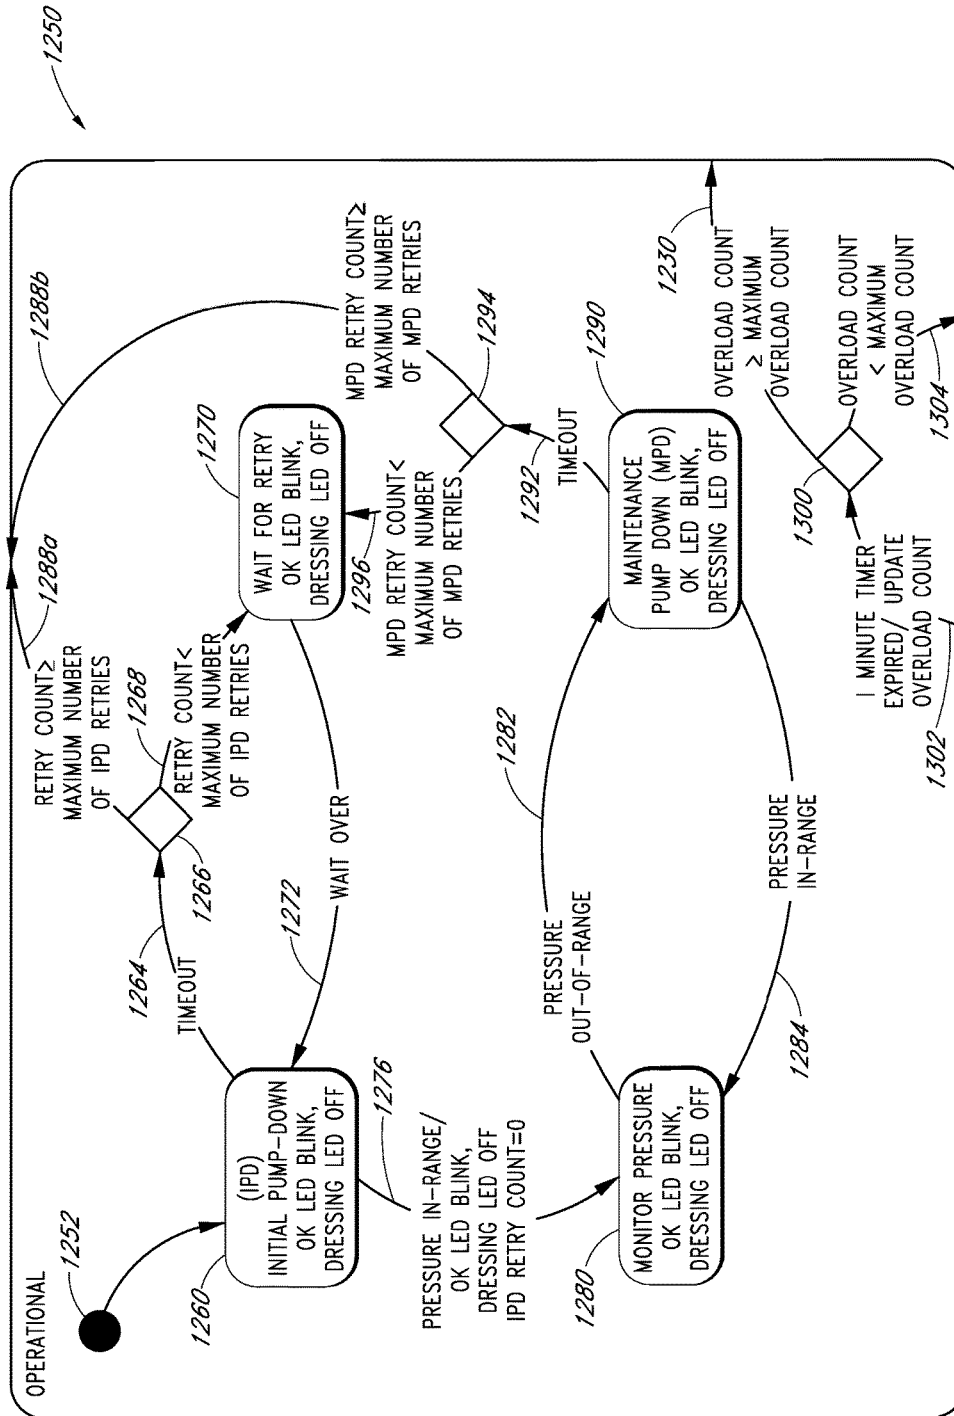 OPERATIONAL
1250
1252
1260
(IPD)
INITIAL PUMP-DOWN
OK LED BLINK,
DRESSING LED OFF
1264
TIMEOUT
1266
RETRY COUNT≥
MAXIMUM NUMBER
OF IPD RETRIES
1288a
1268
RETRY COUNT<
MAXIMUM NUMBER
OF IPD RETRIES
1288b
1270
WAIT FOR RETRY
OK LED BLINK,
DRESSING LED OFF
1272
WAIT OVER
1276
PRESSURE IN-RANGE/
OK LED BLINK,
DRESSING LED OFF
IPD RETRY COUNT=0
MPD RETRY COUNT≥
MAXIMUM NUMBER
OF MPD RETRIES
1294
1296
MPD RETRY COUNT<
MAXIMUM NUMBER
OF MPD RETRIES
1292
TIMEOUT
1280
MONITOR PRESSURE
OK LED BLINK,
DRESSING LED OFF
PRESSURE
OUT-OF-RANGE
1282
1290
MAINTENANCE
PUMP DOWN (MPD)
OK LED BLINK,
DRESSING LED OFF
1284
PRESSURE
IN-RANGE
1230
OVERLOAD COUNT
≥ MAXIMUM
OVERLOAD COUNT
1300
OVERLOAD COUNT
< MAXIMUM
OVERLOAD COUNT
1304
1 MINUTE TIMER
EXPIRED/ UPDATE
OVERLOAD COUNT
1302